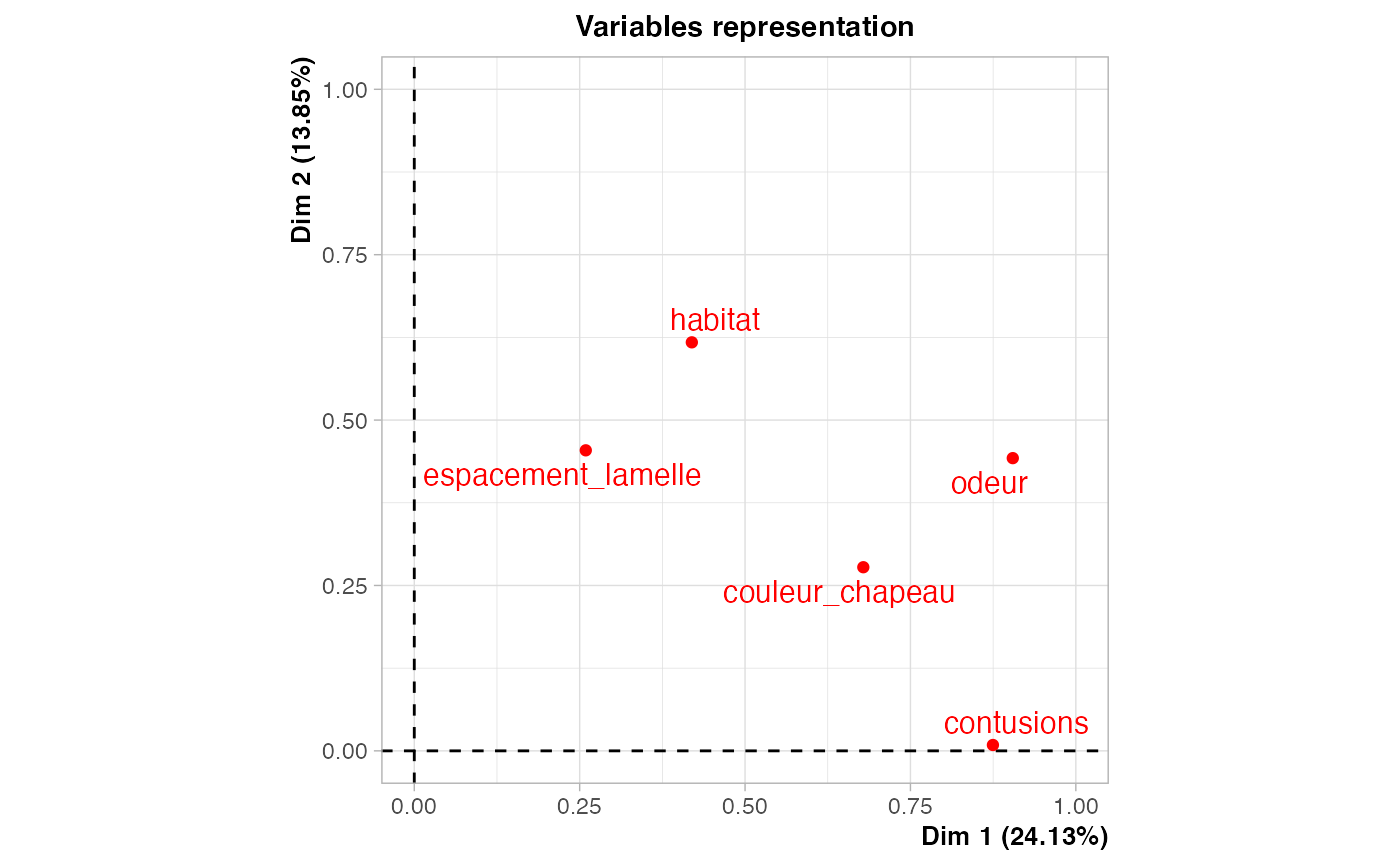 Variables representation
Dim 2 (13.85%)
1.00
0.75
0.50
0.25
0.00
habitat
espacement_lamelle
odeur
couleur_chapeau
contusions
0.00 0.25 0.50 0.75 1.00
Dim 1 (24.13%)